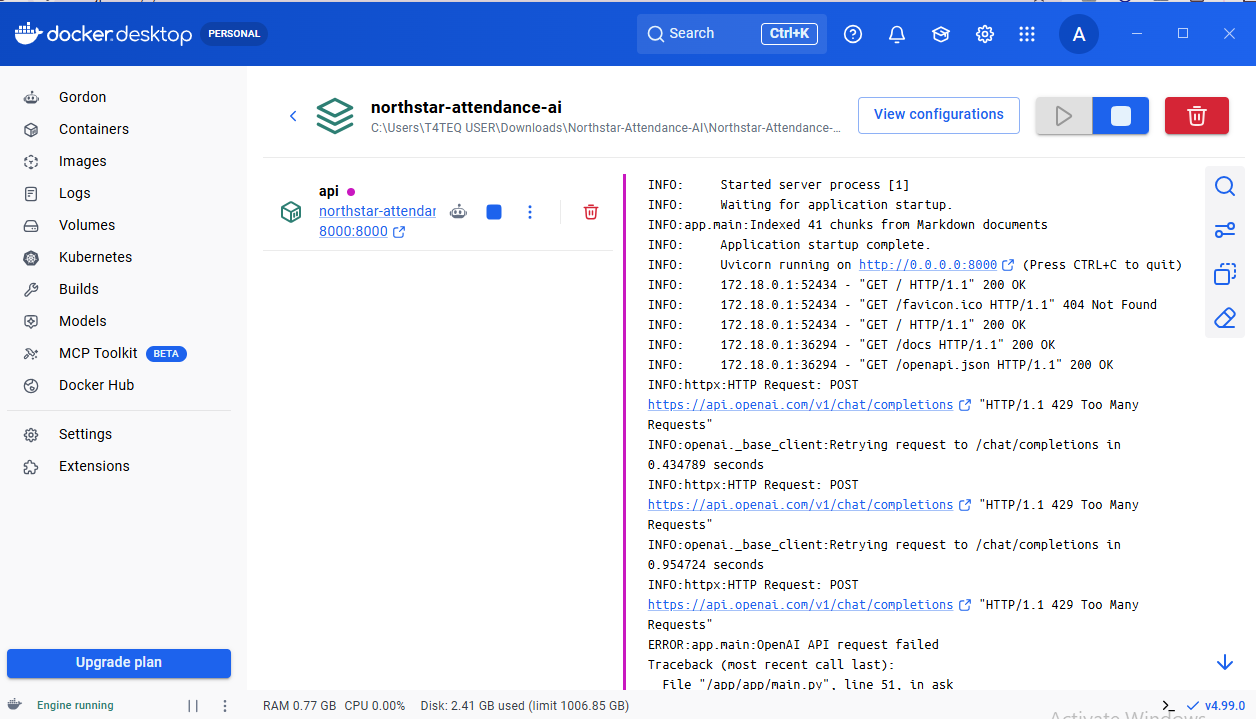 docker.desktop PERSONAL Search Ctrl+K A
Gordon
Containers
Images
Logs
Volumes
Kubernetes
Builds
Models
MCP Toolkit BETA
Docker Hub
Settings
Extensions
Upgrade plan
northstar-attendance-ai
C:\Users\T4TEQ USER\Downloads\Northstar-Attendance-AI\Northstar-Attendance-...
View configurations
api
northstar-attendar
8000:8000
INFO: Started server process [1]
INFO: Waiting for application startup.
INFO:app.main:Indexed 41 chunks from Markdown documents
INFO: Application startup complete.
INFO: Uvicorn running on http://0.0.0.0:8000 (Press CTRL+C to quit)
INFO: 172.18.0.1:52434 - "GET / HTTP/1.1" 200 OK
INFO: 172.18.0.1:52434 - "GET /favicon.ico HTTP/1.1" 404 Not Found
INFO: 172.18.0.1:52434 - "GET / HTTP/1.1" 200 OK
INFO: 172.18.0.1:36294 - "GET /docs HTTP/1.1" 200 OK
INFO: 172.18.0.1:36294 - "GET /openapi.json HTTP/1.1" 200 OK
INFO:httpx:HTTP Request: POST
https://api.openai.com/v1/chat/completions "HTTP/1.1 429 Too Many
Requests"
INFO:openai._base_client:Retrying request to /chat/completions in
0.434789 seconds
INFO:httpx:HTTP Request: POST
https://api.openai.com/v1/chat/completions "HTTP/1.1 429 Too Many
Requests"
INFO:openai._base_client:Retrying request to /chat/completions in
0.954724 seconds
INFO:httpx:HTTP Request: POST
https://api.openai.com/v1/chat/completions "HTTP/1.1 429 Too Many
Requests"
ERROR:app.main:OpenAI API request failed
Traceback (most recent call last):
File "/app/app/main.py", line 51, in ask
Engine running RAM 0.77 GB CPU 0.00% Disk: 2.41 GB used (limit 1006.85 GB) v4.99.0
Activate Windows